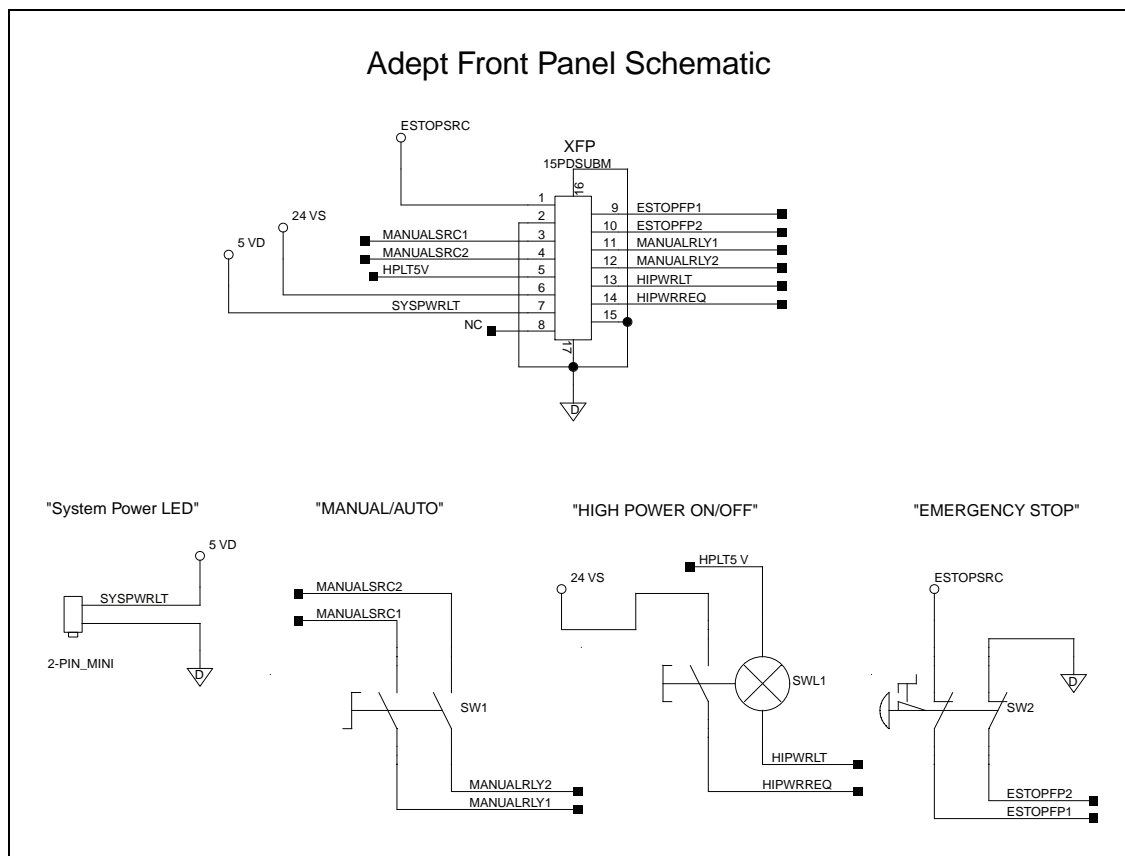 Adept Front Panel Schematic
ESTOPSRC
XFP
15PDSUBM
16
24 VS
5 VD
1
2
3
4
5
6
7
8
MANUALSRC1
MANUALSRC2
HPLT5V
SYSPWRLT
NC
9
10
11
12
13
14
15
ESTOPFP1
ESTOPFP2
MANUALRLY1
MANUALRLY2
HIPWRLT
HIPWRREQ
17
D
"System Power LED"
5 VD
SYSPWRLT
2-PIN_MINI
D
"MANUAL/AUTO"
MANUALSRC2
MANUALSRC1
SW1
MANUALRLY2
MANUALRLY1
"HIGH POWER ON/OFF"
HPLT5 V
24 VS
SWL1
HIPWRLT
HIPWRREQ
"EMERGENCY STOP"
ESTOPSRC
D
SW2
ESTOPFP2
ESTOPFP1